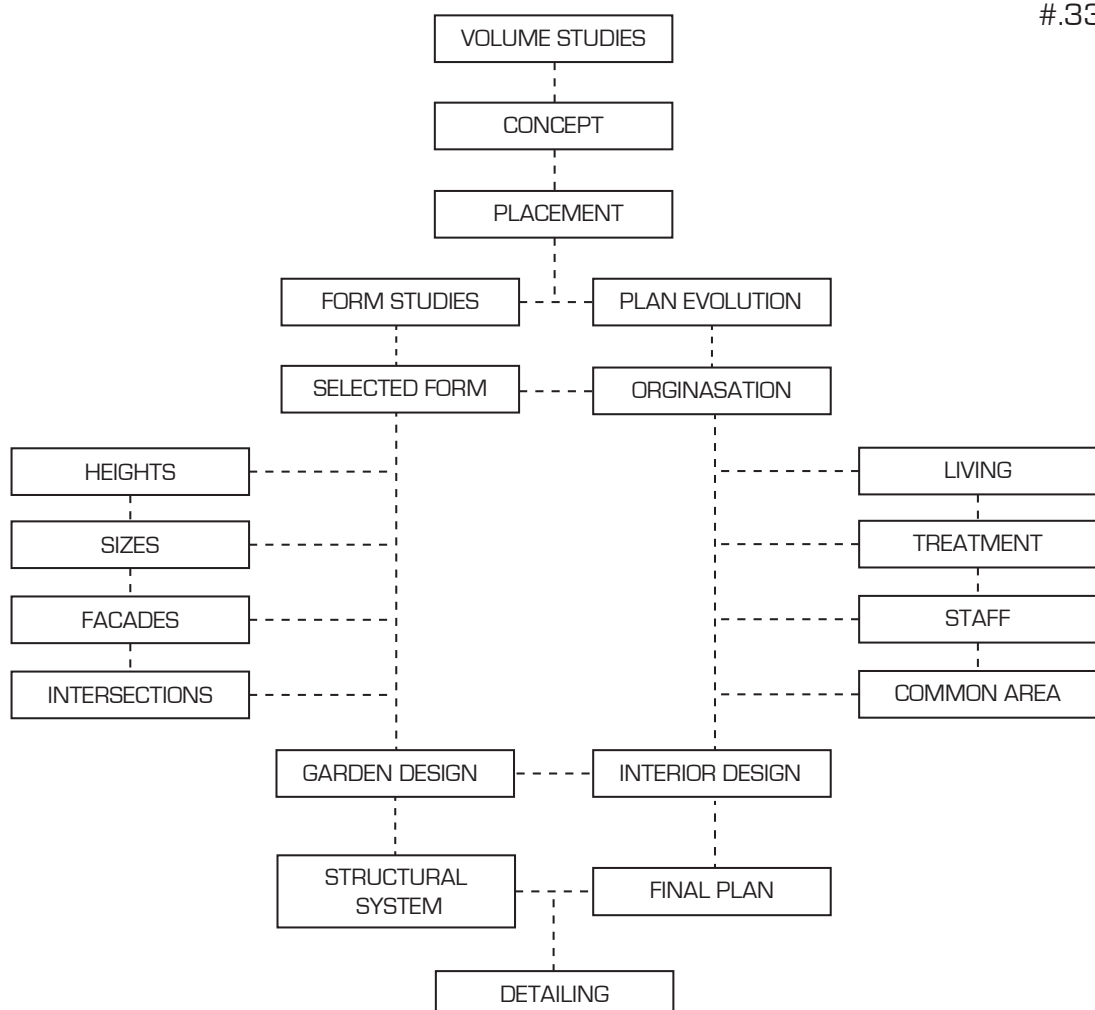 #.33
VOLUME STUDIES
CONCEPT
PLACEMENT
FORM STUDIES
PLAN EVOLUTION
SELECTED FORM
ORGINASATION
HEIGHTS
LIVING
SIZES
TREATMENT
FACADES
STAFF
INTERSECTIONS
COMMON AREA
GARDEN DESIGN
INTERIOR DESIGN
STRUCTURAL
SYSTEM
FINAL PLAN
DETAILING